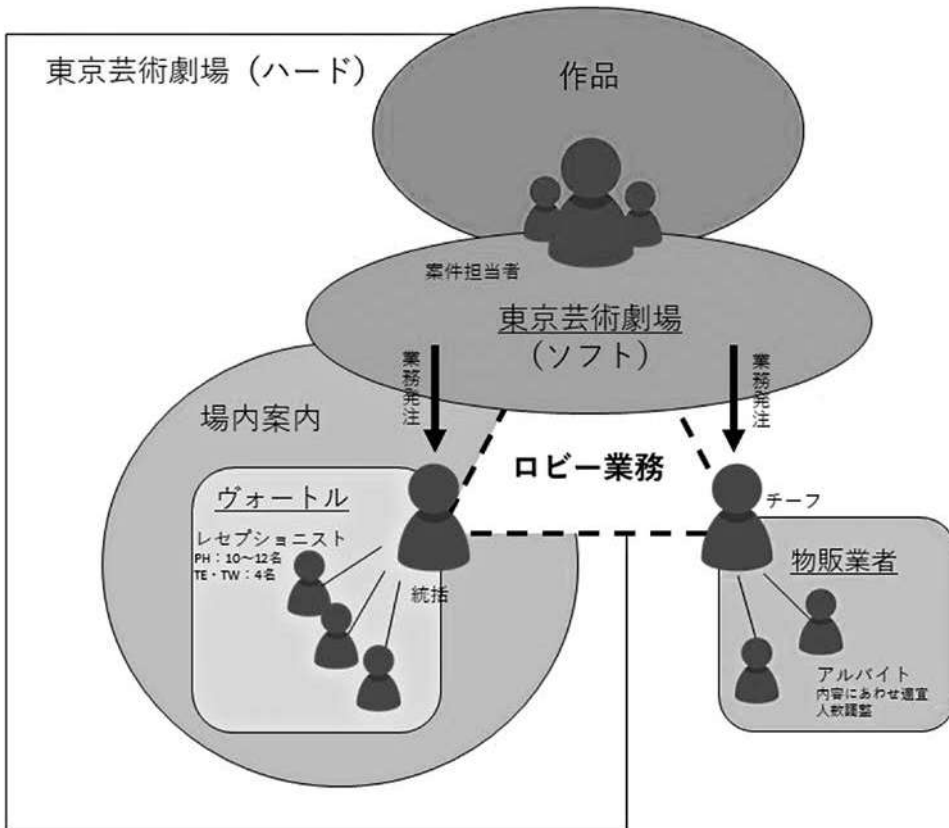 東京芸術劇場（ハード）
作品
案件担当者
東京芸術劇場
（ソフト）
業務発注
業務発注
場内案内
ロビー業務
ヴォートル
レセプショニスト
PH：10～12名
TE・TW：4名
統括
チーフ
物販業者
アルバイト
内容にあわせ適宜
人数調整